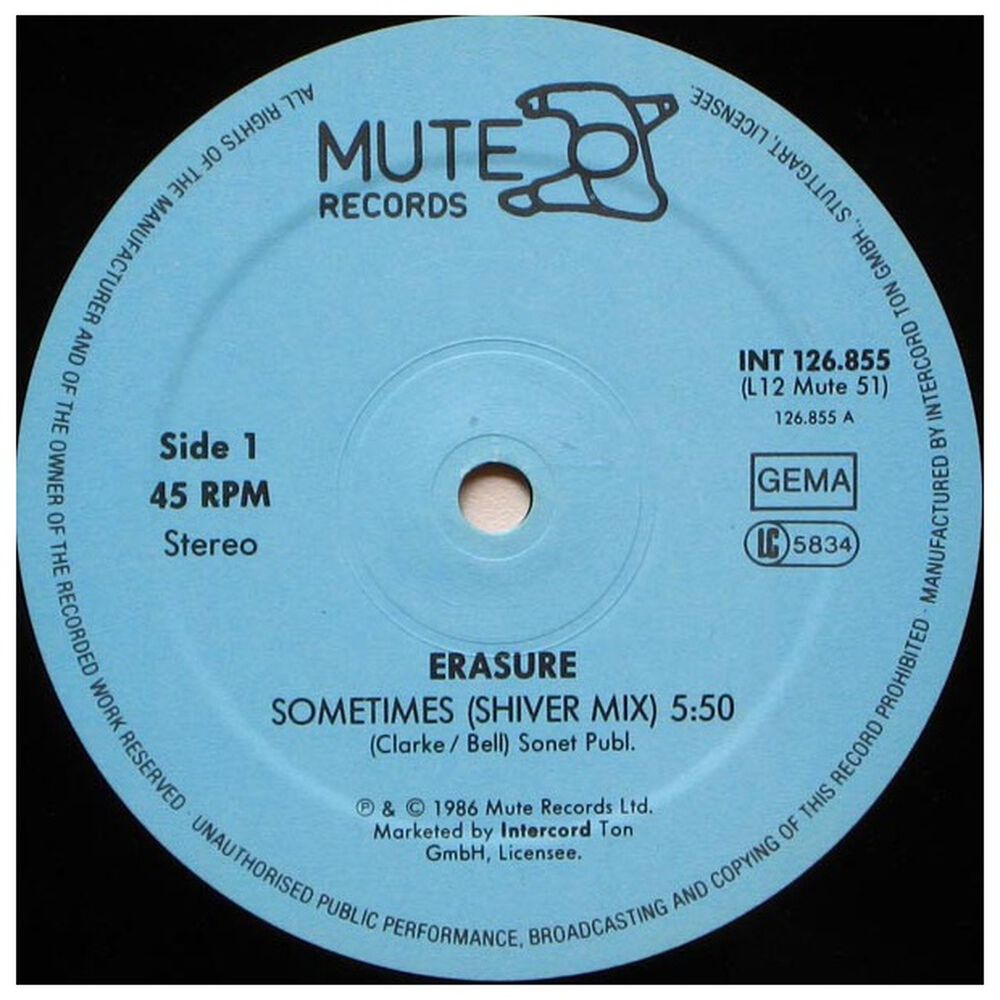 MUTE
RECORDS
INT 126.855
(L12 Mute 51)
126.855 A
Side 1
45 RPM
Stereo
GEMA
LC 5834
ERASURE
SOMETIMES (SHIVER MIX) 5:50
(Clarke / Bell) Sonet Publ.
℗ & © 1986 Mute Records Ltd.
Marketed by Intercord Ton
GmbH, Licensee.
ALL RIGHTS OF THE MANUFACTURER AND OF THE OWNER OF THE RECORDED WORK RESERVED · UNAUTHORISED PUBLIC PERFORMANCE, BROADCASTING AND COPYING OF THIS RECORD PROHIBITED · MANUFACTURED BY INTERCORD TON GMBH., STUTTGART, LICENSEE.